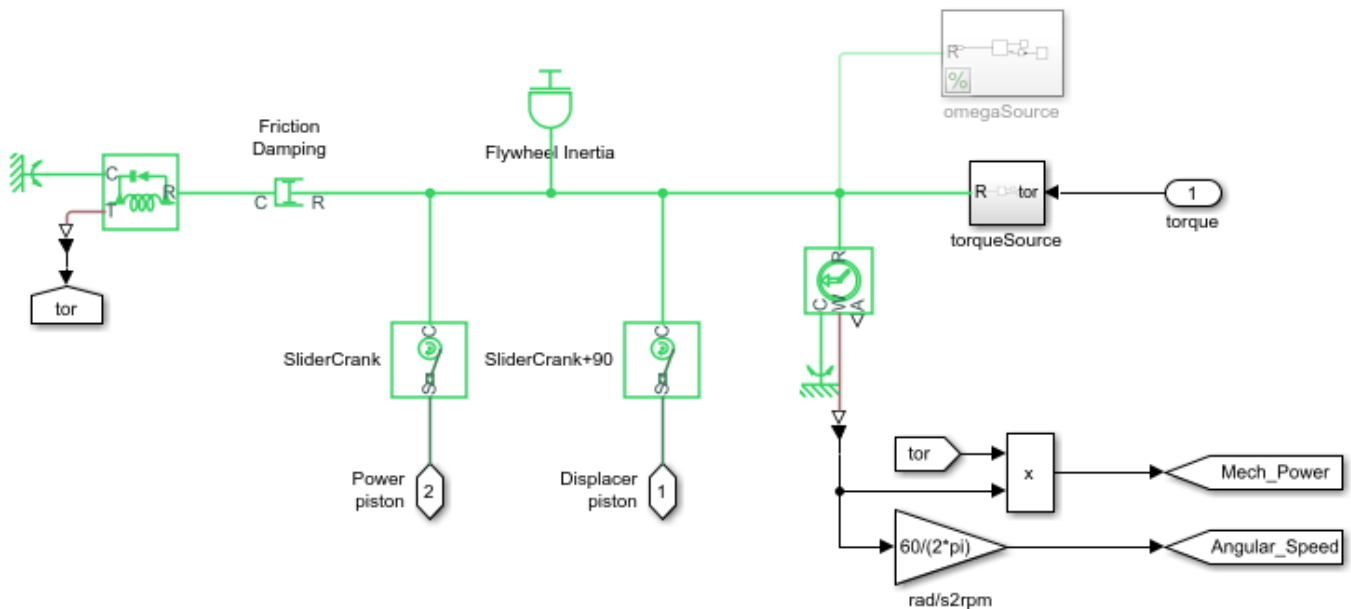 R
%
omegaSource
Friction
Damping
Flywheel Inertia
C
R
T
C
R
R
tor
1
torqueSource
torque
tor
R
C
W
A
SliderCrank
C
S
SliderCrank+90
C
S
Power
piston
2
Displacer
piston
1
tor
x
Mech_Power
60/(2*pi)
Angular_Speed
rad/s2rpm